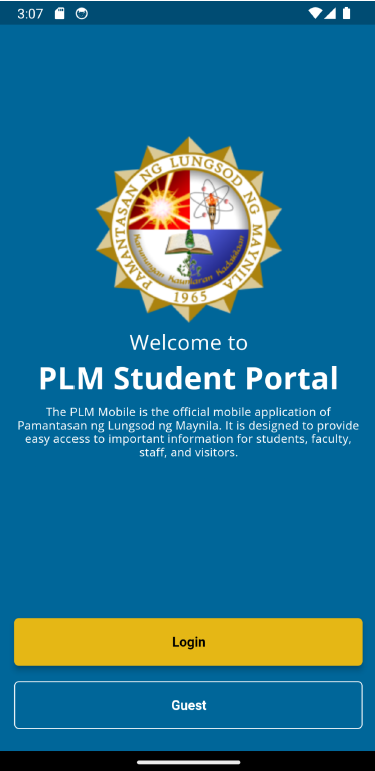 3:07
PAMANTASAN NG LUNGSOD NG MAYNILA
Karunungan Kaunlaran Kadakilaan
1965
Welcome to
PLM Student Portal
The PLM Mobile is the official mobile application of
Pamantasan ng Lungsod ng Maynila. It is designed to provide
easy access to important information for students, faculty,
staff, and visitors.
Login
Guest